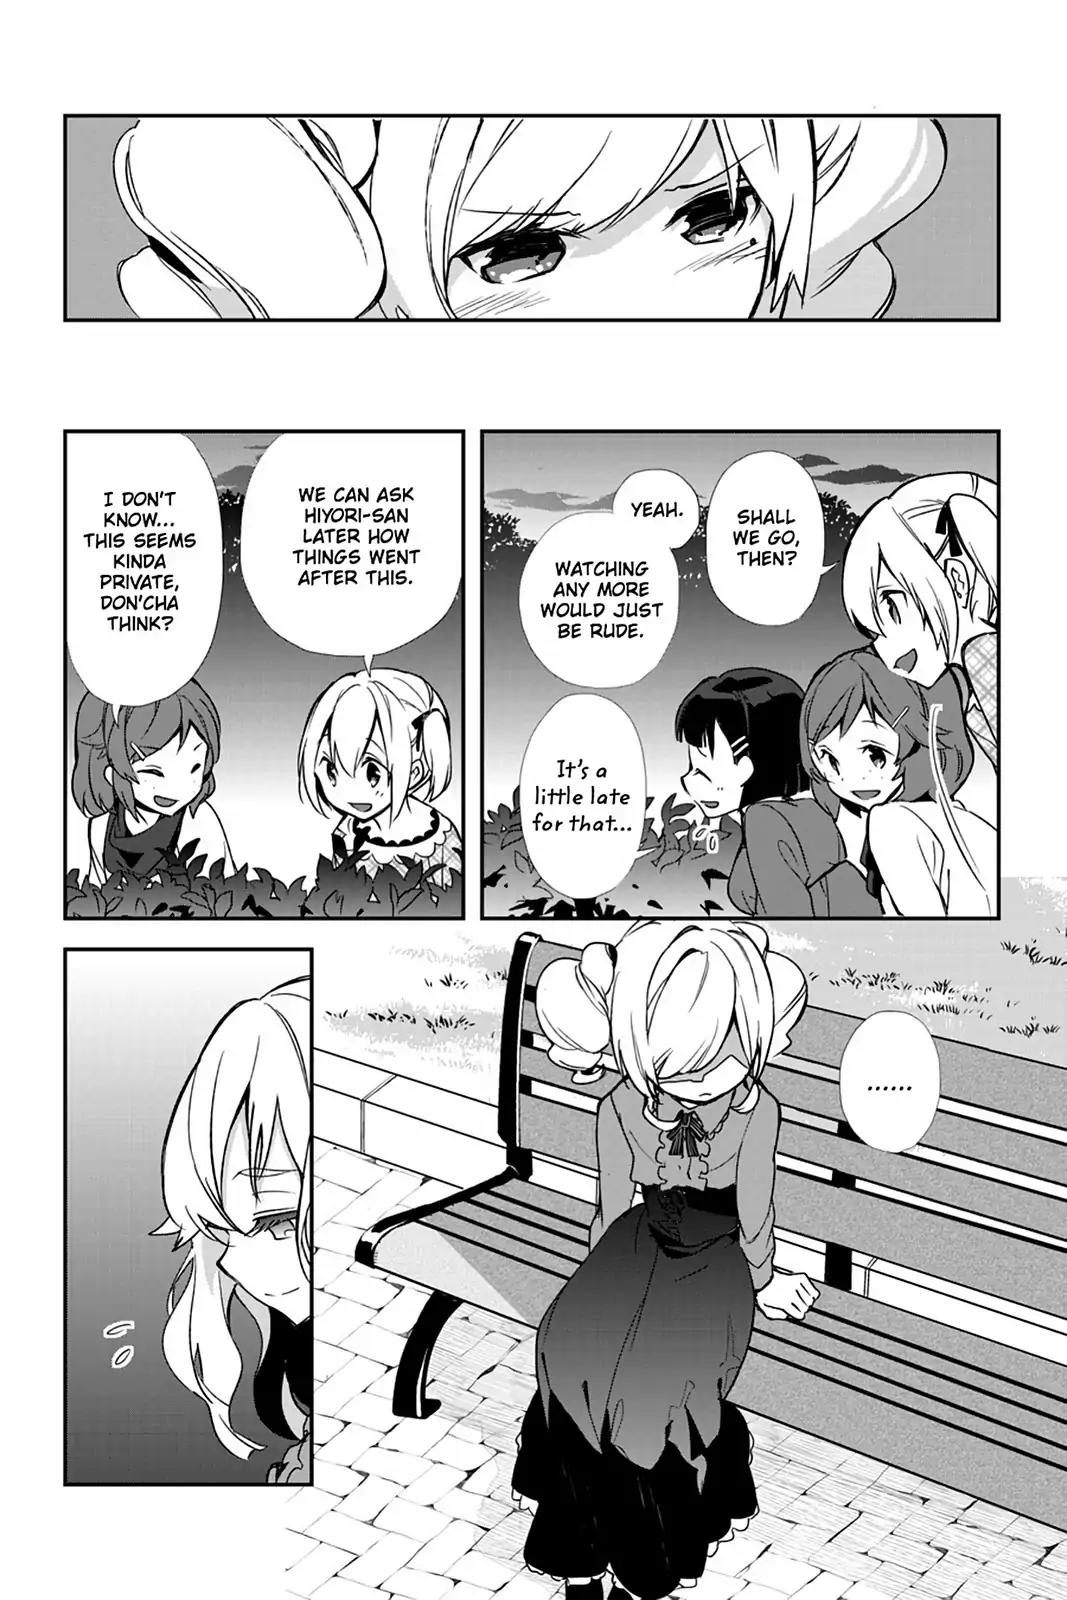 SHALL
WE GO,
THEN?
YEAH.
WATCHING
ANY MORE
WOULD JUST
BE RUDE.
It's a
little late
for that...
WE CAN ASK
HIYORI-SAN
LATER HOW
THINGS WENT
AFTER THIS.
I DON'T
KNOW...
THIS SEEMS
KINDA
PRIVATE,
DON'CHA
THINK?
......